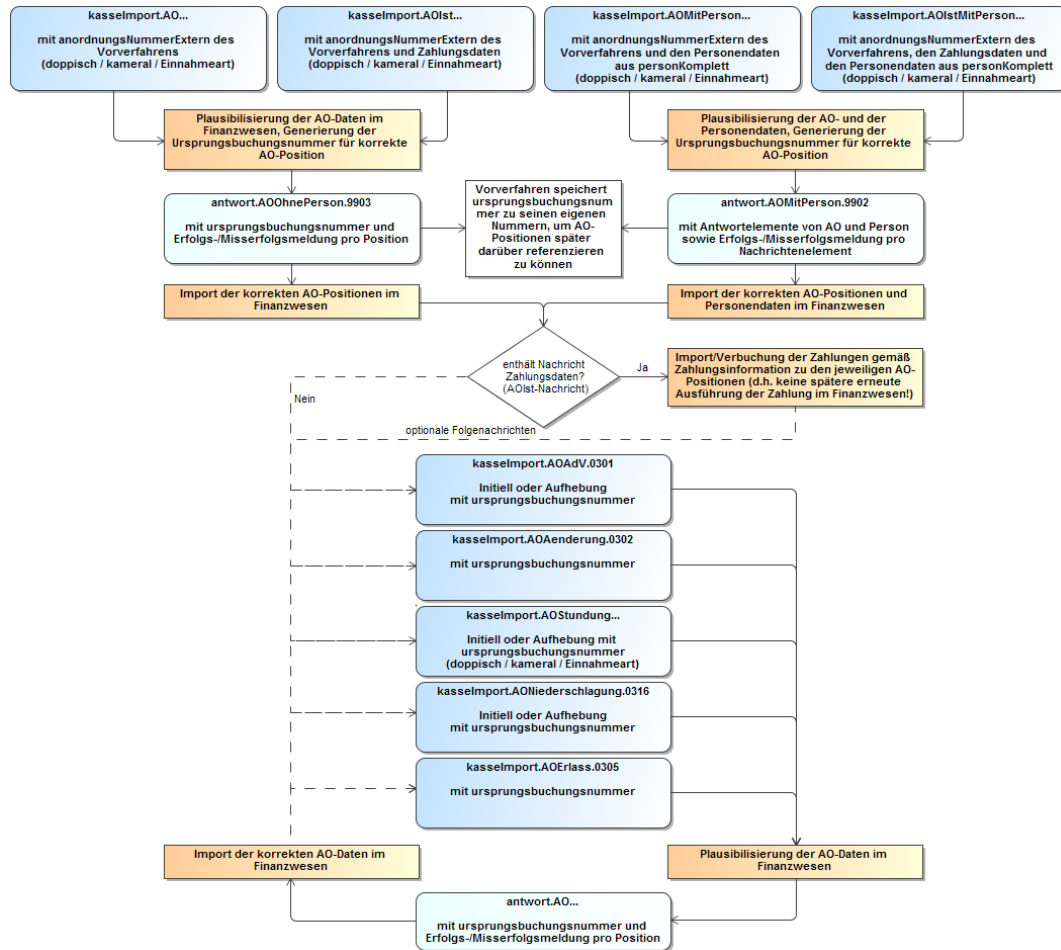 kasseImport.AO...
mit anordnungsNummerExtern des
Vorverfahrens
(doppisch / kameral / Einnahmeart)
kasseImport.AOIst...
mit anordnungsNummerExtern des
Vorverfahrens und Zahlungsdaten
(doppisch / kameral / Einnahmeart)
kasseImport.AOMitPerson...
mit anordnungsNummerExtern des
Vorverfahrens und den Personendaten
aus personKomplett
(doppisch / kameral / Einnahmeart)
kasseImport.AOIstMitPerson...
mit anordnungsNummerExtern des
Vorverfahrens, den Zahlungsdaten und
den Personendaten aus personKomplett
(doppisch / kameral / Einnahmeart)
Plausibilisierung der AO-Daten im
Finanzwesen, Generierung der
Ursprungsbuchungsnummer für korrekte
AO-Position
Plausibilisierung der AO- und der
Personendaten, Generierung der
Ursprungsbuchungsnummer für korrekte
AO-Position
antwort.AOOhnePerson.9903
mit ursprungsbuchungsnummer und
Erfolgs-/Misserfolgsmeldung pro Position
Vorverfahren speichert
ursprungsbuchungsnu
mmer zu seinen eigenen
Nummern, um AO-
Positionen später
darüber referenzieren
zu können
antwort.AOMitPerson.9902
mit Antwortelemente von AO und Person
sowie Erfolgs-/Misserfolgsmeldung pro
Nachrichtenelement
Import der korrekten AO-Positionen im
Finanzwesen
Import der korrekten AO-Positionen und
Personendaten im Finanzwesen
enthält Nachricht
Zahlungsdaten?
(AOIst-Nachricht)
Ja
Import/Verbuchung der Zahlungen gemäß
Zahlungsinformation zu den jeweiligen AO-
Positionen (d.h. keine spätere erneute
Ausführung der Zahlung im Finanzwesen!)
Nein
optionale Folgenachrichten
kasseImport.AOAdV.0301
Initiell oder Aufhebung
mit ursprungsbuchungsnummer
kasseImport.AOAenderung.0302
mit ursprungsbuchungsnummer
kasseImport.AOStundung...
Initiell oder Aufhebung mit
ursprungsbuchungsnummer
(doppisch / kameral / Einnahmeart)
kasseImport.AONiederschlagung.0316
Initiell oder Aufhebung
mit ursprungsbuchungsnummer
kasseImport.AOErlass.0305
mit ursprungsbuchungsnummer
Import der korrekten AO-Daten im
Finanzwesen
Plausibilisierung der AO-Daten im
Finanzwesen
antwort.AO...
mit ursprungsbuchungsnummer und
Erfolgs-/Misserfolgsmeldung pro Position